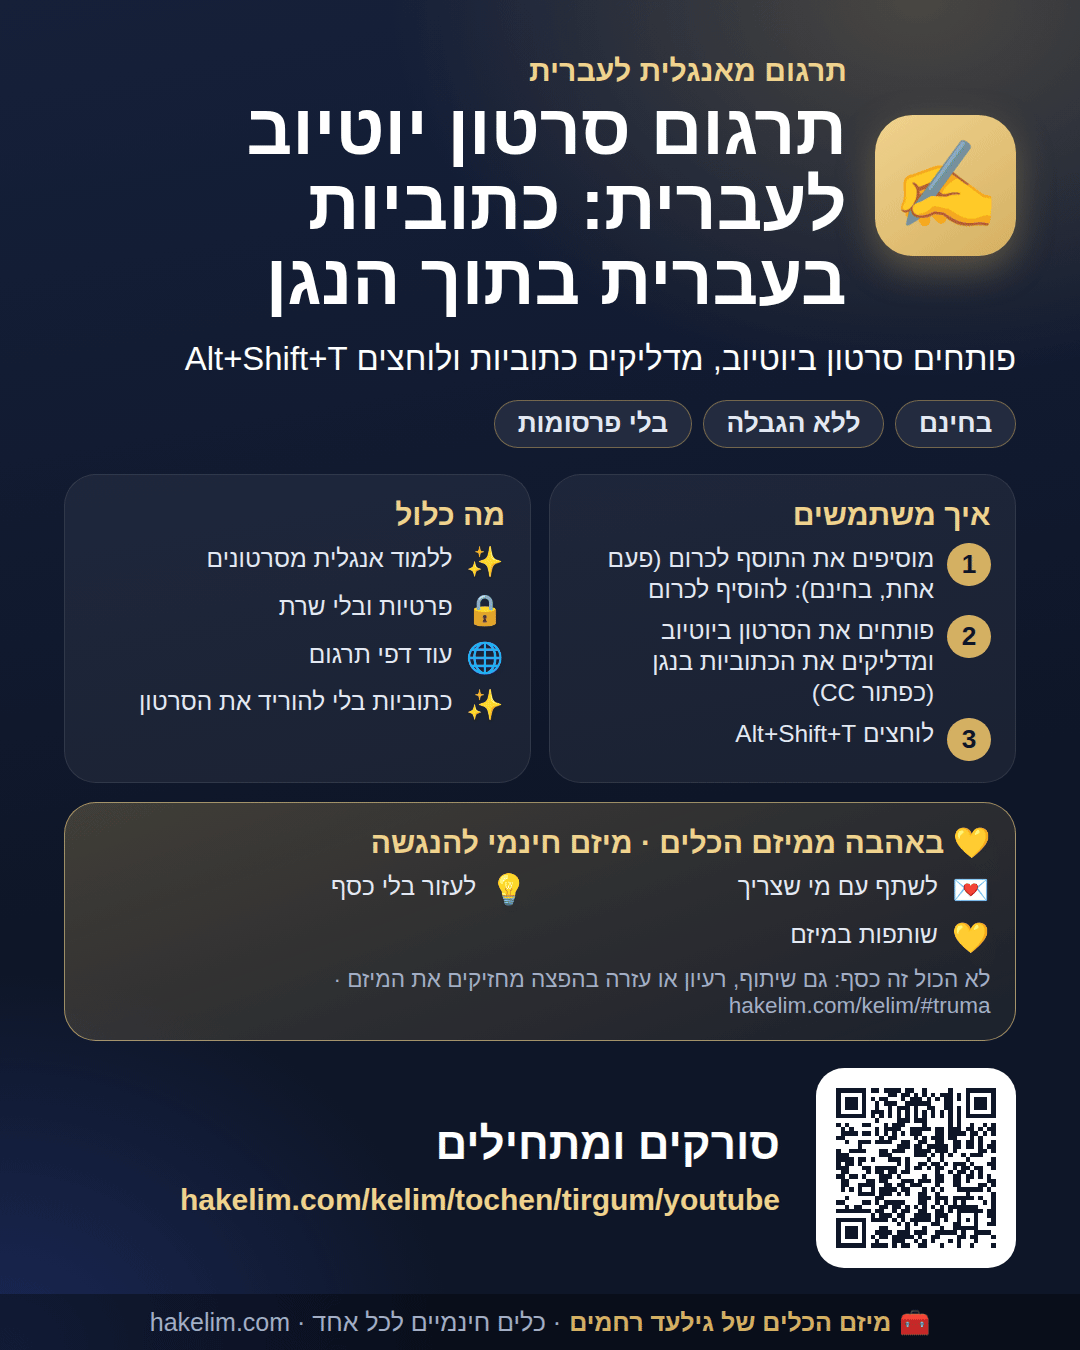 תרגום מאנגלית לעברית
תרגום סרטון יוטיוב
לעברית: כתוביות
בעברית בתוך הנגן
פותחים סרטון ביוטיוב, מדליקים כתוביות ולוחצים Alt+Shift+T
בחינם
ללא הגבלה
בלי פרסומות
איך משתמשים
1
מוסיפים את התוסף לכרום (פעם
אחת, בחינם): להוסיף לכרום
2
פותחים את הסרטון ביוטיוב
ומדליקים את הכתוביות בנגן
(כפתור CC)
3
לוחצים Alt+Shift+T
מה כלול
ללמוד אנגלית מסרטונים
פרטיות ובלי שרת
עוד דפי תרגום
כתוביות בלי להוריד את הסרטון
באהבה ממיזם הכלים · מיזם חינמי להנגשה
לשתף עם מי שצריך
לעזור בלי כסף
שותפות במיזם
לא הכול זה כסף: גם שיתוף, רעיון או עזרה בהפצה מחזיקים את המיזם ·
hakelim.com/kelim/#truma
סורקים ומתחילים
hakelim.com/kelim/tochen/tirgum/youtube
מיזם הכלים של גילעד רחמים · כלים חינמיים לכל אחד · hakelim.com